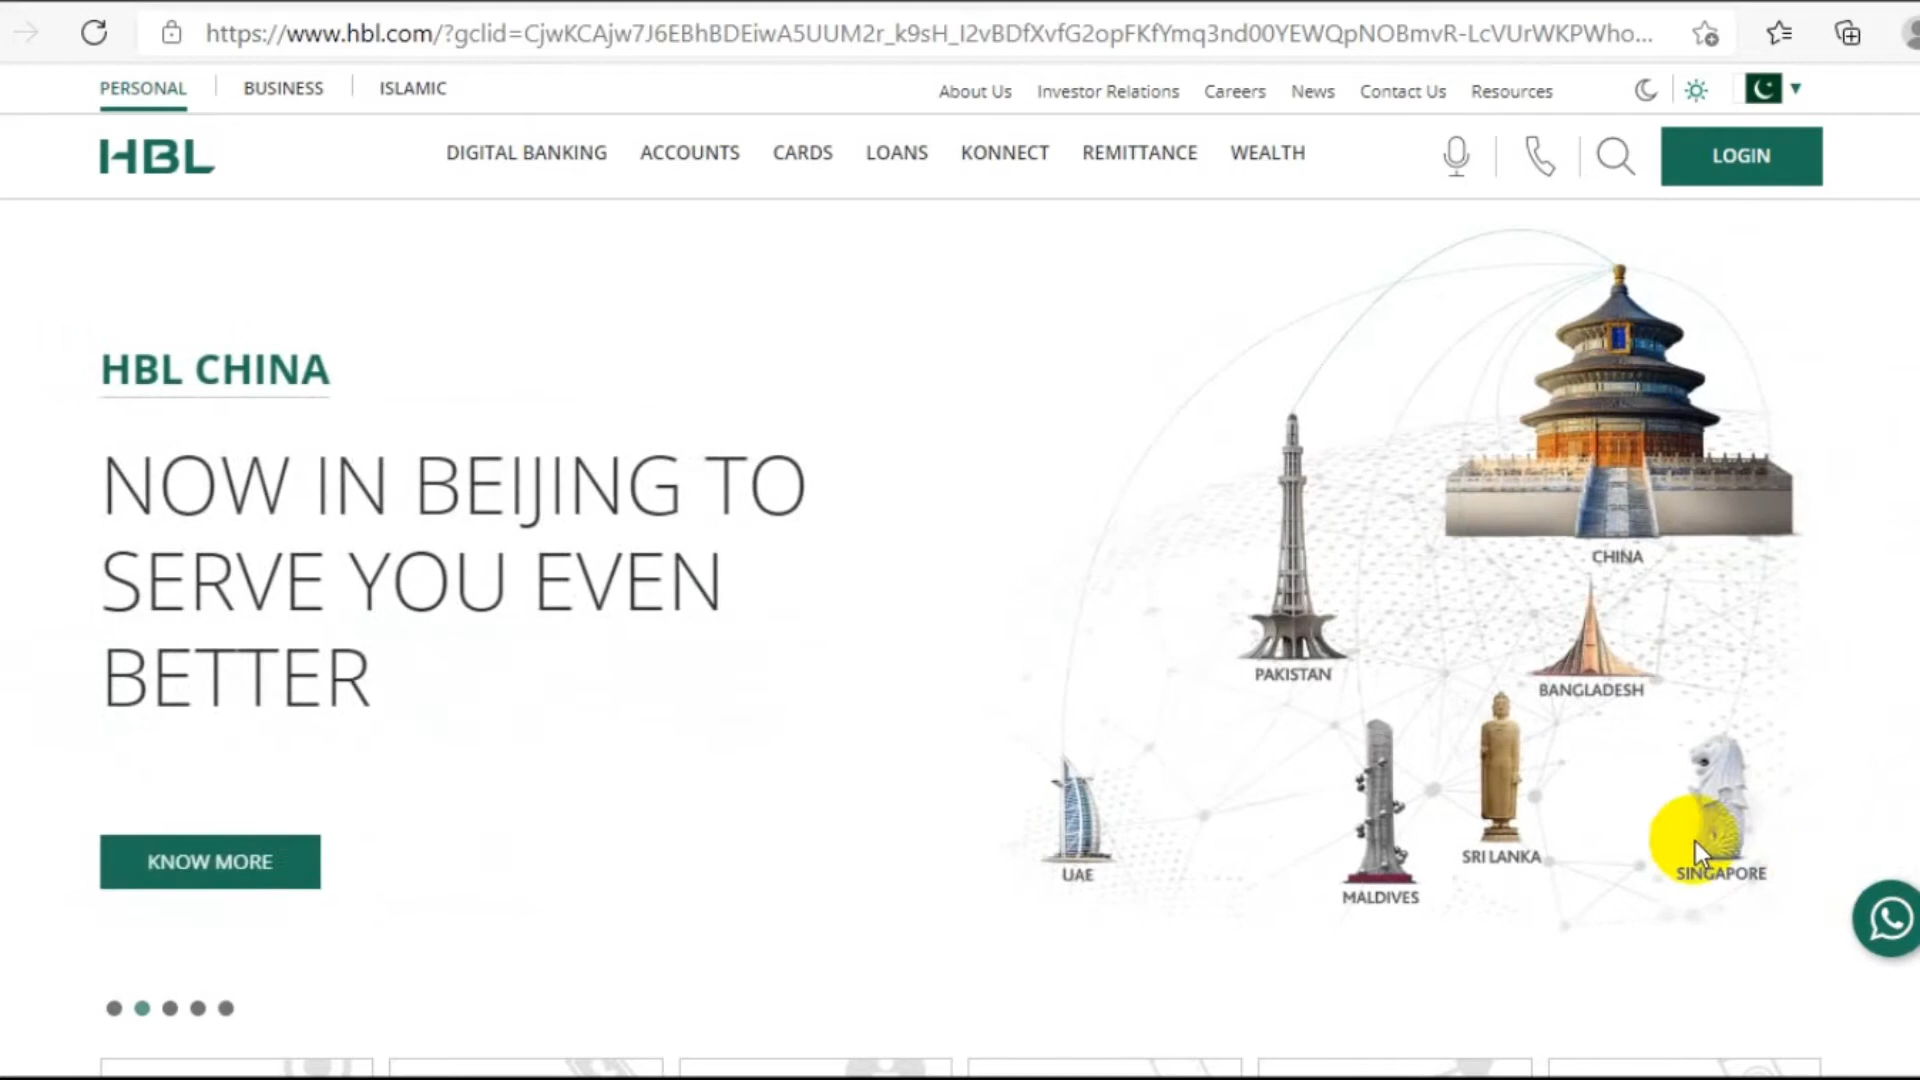 https://www.hbl.com/?gclid=CjwKCAjw7J6EBhBDEiwA5UUM2r_k9sH_I2vBDfXvfG2opFKfYmq3nd00YEWQpNOBmvR-LcVUrWKPWho...
PERSONAL BUSINESS ISLAMIC About Us Investor Relations Careers News Contact Us Resources
HBL DIGITAL BANKING ACCOUNTS CARDS LOANS KONNECT REMITTANCE WEALTH LOGIN
HBL CHINA
NOW IN BEIJING TO
SERVE YOU EVEN
BETTER
KNOW MORE
CHINA
PAKISTAN
BANGLADESH
SRI LANKA
SINGAPORE
UAE
MALDIVES